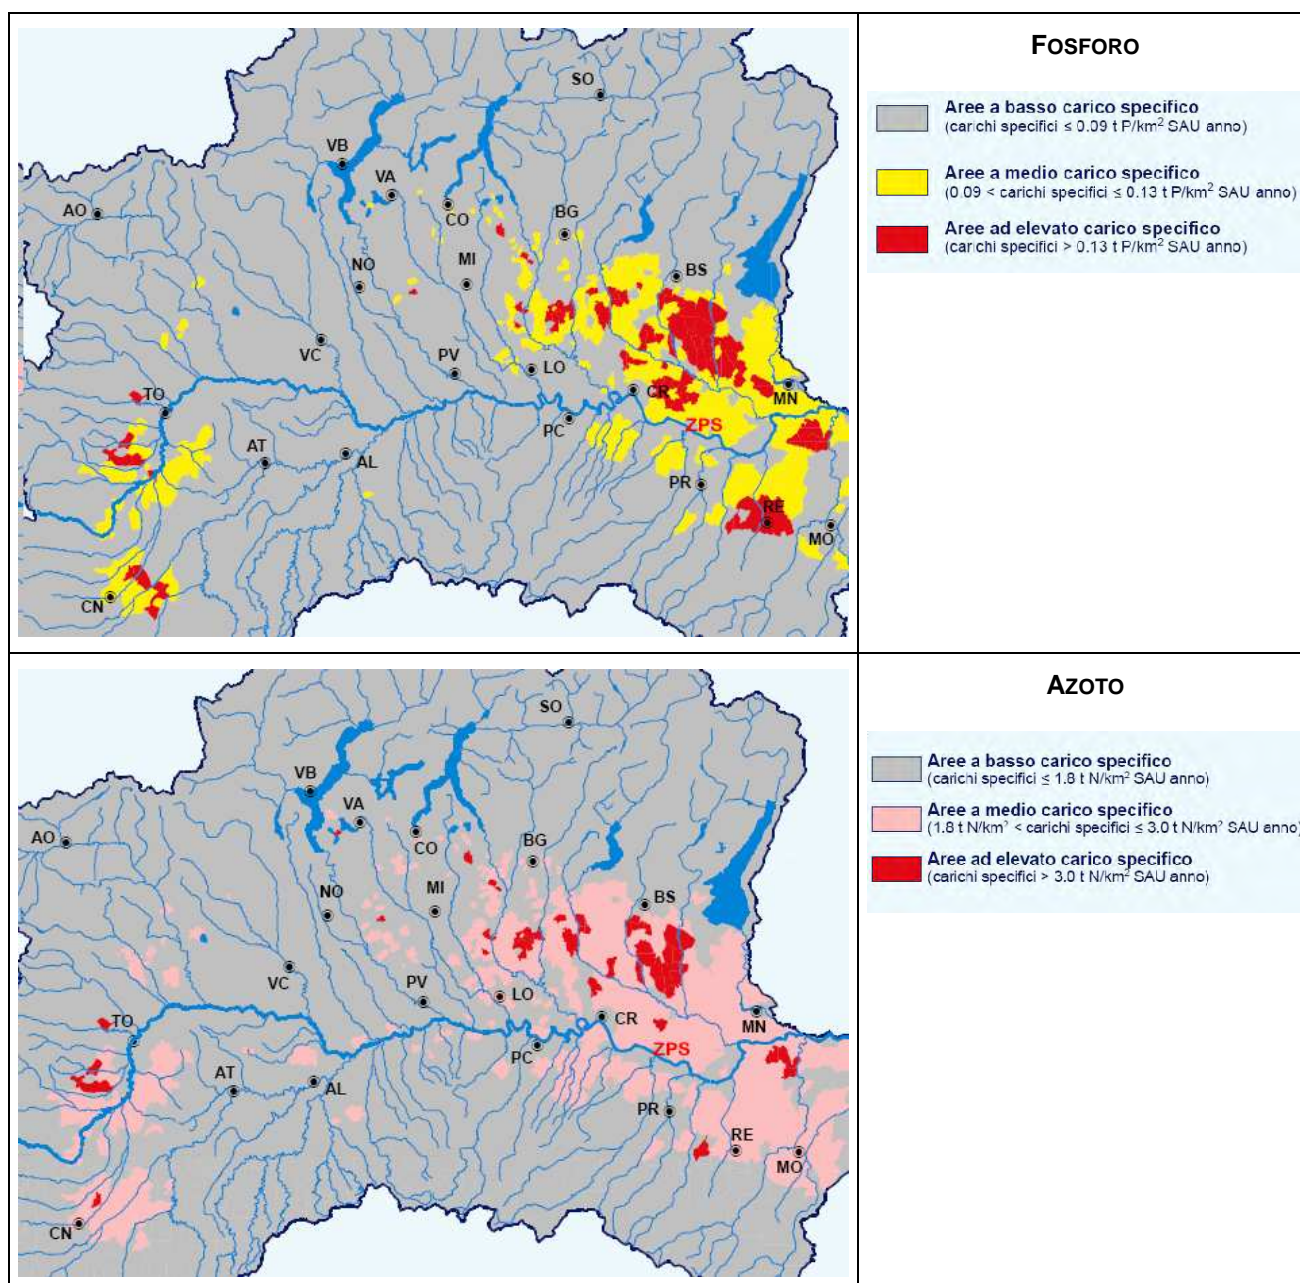 FOSFORO
Aree a basso carico specifico
(carichi specifici ≤ 0.09 t P/km² SAU anno)
Aree a medio carico specifico
(0.09 < carichi specifici ≤ 0.13 t P/km² SAU anno)
Aree ad elevato carico specifico
(carichi specifici > 0.13 t P/km² SAU anno)
SO
VB
VA
AO
CO
BG
NO
MI
BS
VC
PV
LO
TO
CR
MN
PC
ZPS
AT
AL
PR
RE
MO
CN
AZOTO
Aree a basso carico specifico
(carichi specifici ≤ 1.8 t N/km² SAU anno)
Aree a medio carico specifico
(1.8 t N/km² < carichi specifici ≤ 3.0 t N/km² SAU anno)
Aree ad elevato carico specifico
(carichi specifici > 3.0 t N/km² SAU anno)
SO
VB
VA
AO
CO
BG
NO
MI
BS
VC
PV
LO
TO
CR
MN
PC
ZPS
AT
AL
PR
RE
MO
CN